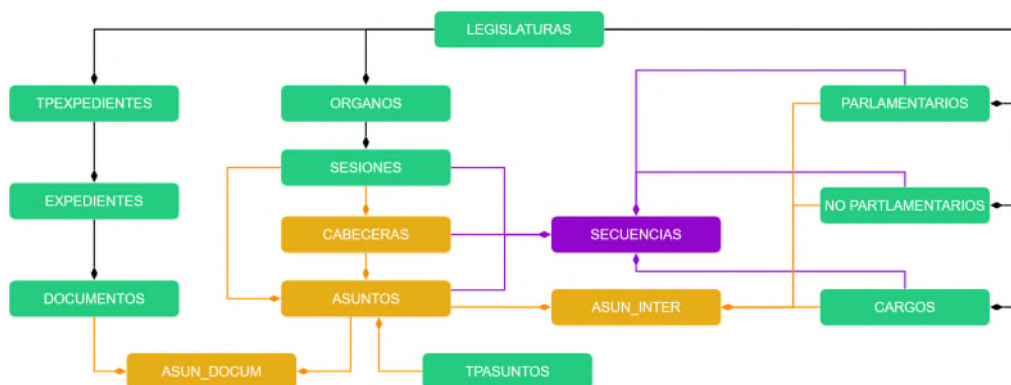 LEGISLATURAS
TPEXPEDIENTES
ORGANOS
PARLAMENTARIOS
SESIONES
EXPEDIENTES
NO PARTLAMENTARIOS
CABECERAS
SECUENCIAS
DOCUMENTOS
ASUNTOS
ASUN_INTER
CARGOS
ASUN_DOCUM
TPASUNTOS